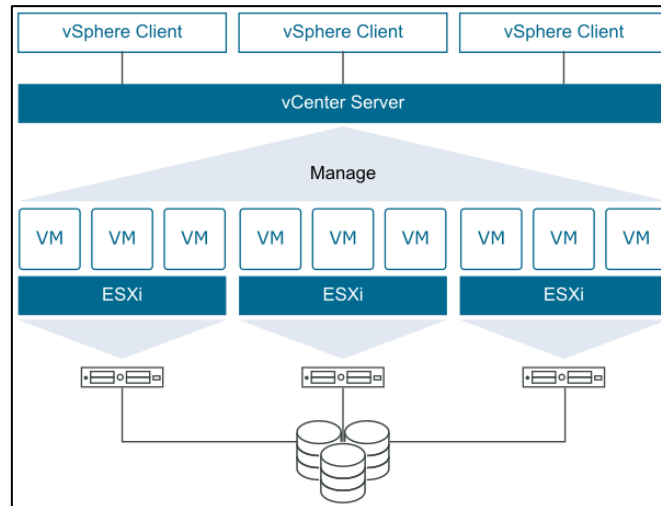 vSphere Client vSphere Client vSphere Client
vCenter Server
Manage
VM VM VM VM VM VM VM VM VM
ESXi ESXi ESXi